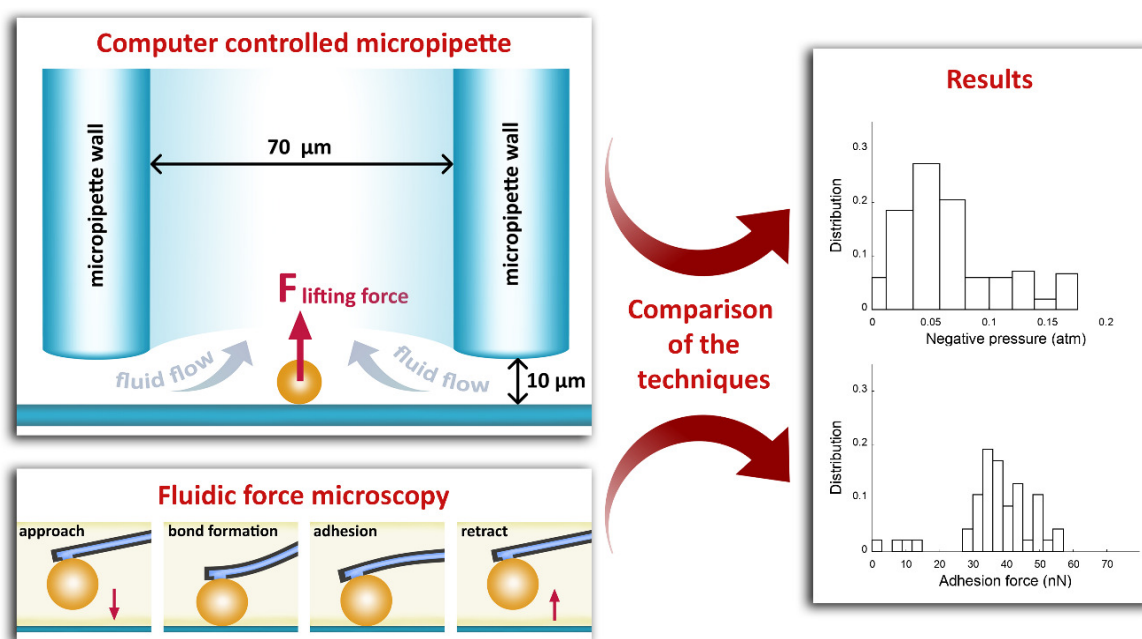 Computer controlled micropipette
micropipette wall
70 µm
micropipette wall
F lifting force
fluid flow
fluid flow
10 µm
Fluidic force microscopy
approach
bond formation
adhesion
retract
Comparison
of the
techniques
Results
Distribution
0.3
0.2
0.1
0
0
0.05
0.1
0.15
0.2
Negative pressure (atm)
Distribution
0.3
0.2
0.1
0
0
10
20
30
40
50
60
70
Adhesion force (nN)